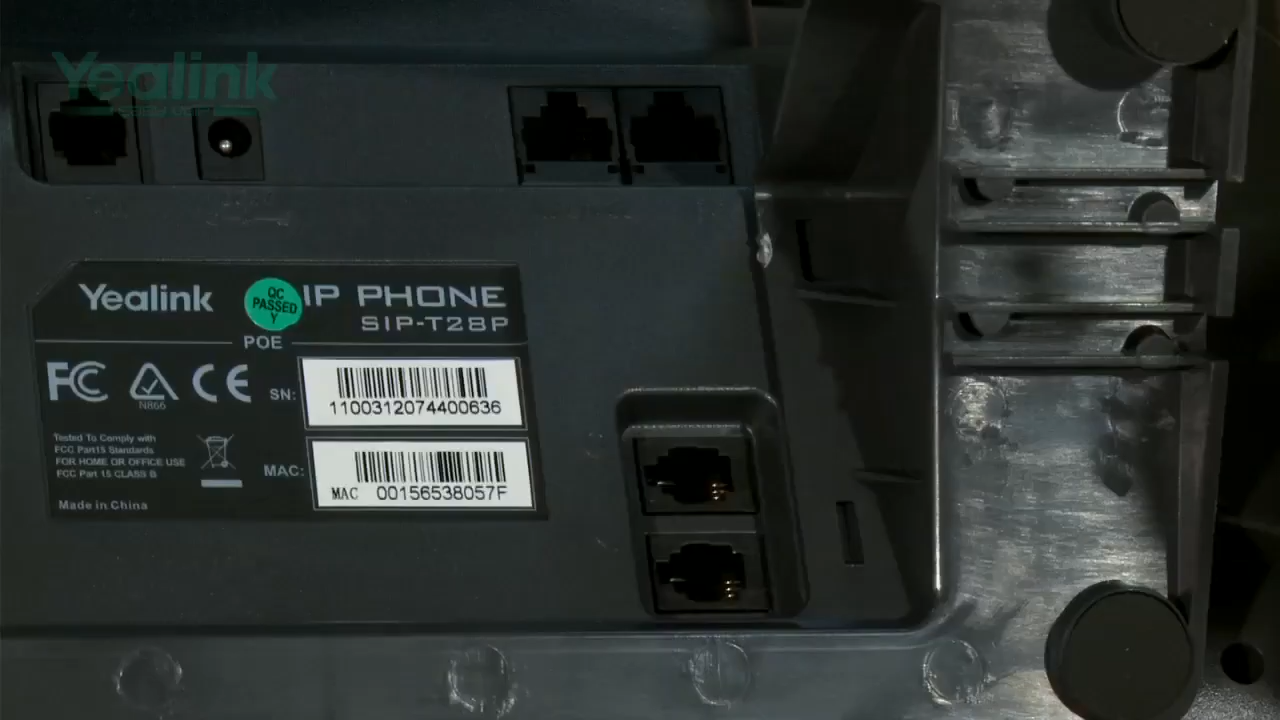 Yealink
Yealink
QC
PASSED
Y
IP PHONE
SIP-T28P
POE
FC CE
N866
SN:
1100312074400636
Tested To Comply with
FCC Part15 Standards
FOR HOME OR OFFICE USE
FCC Part 15 CLASS B
MAC:
MAC 00156538057F
Made in China